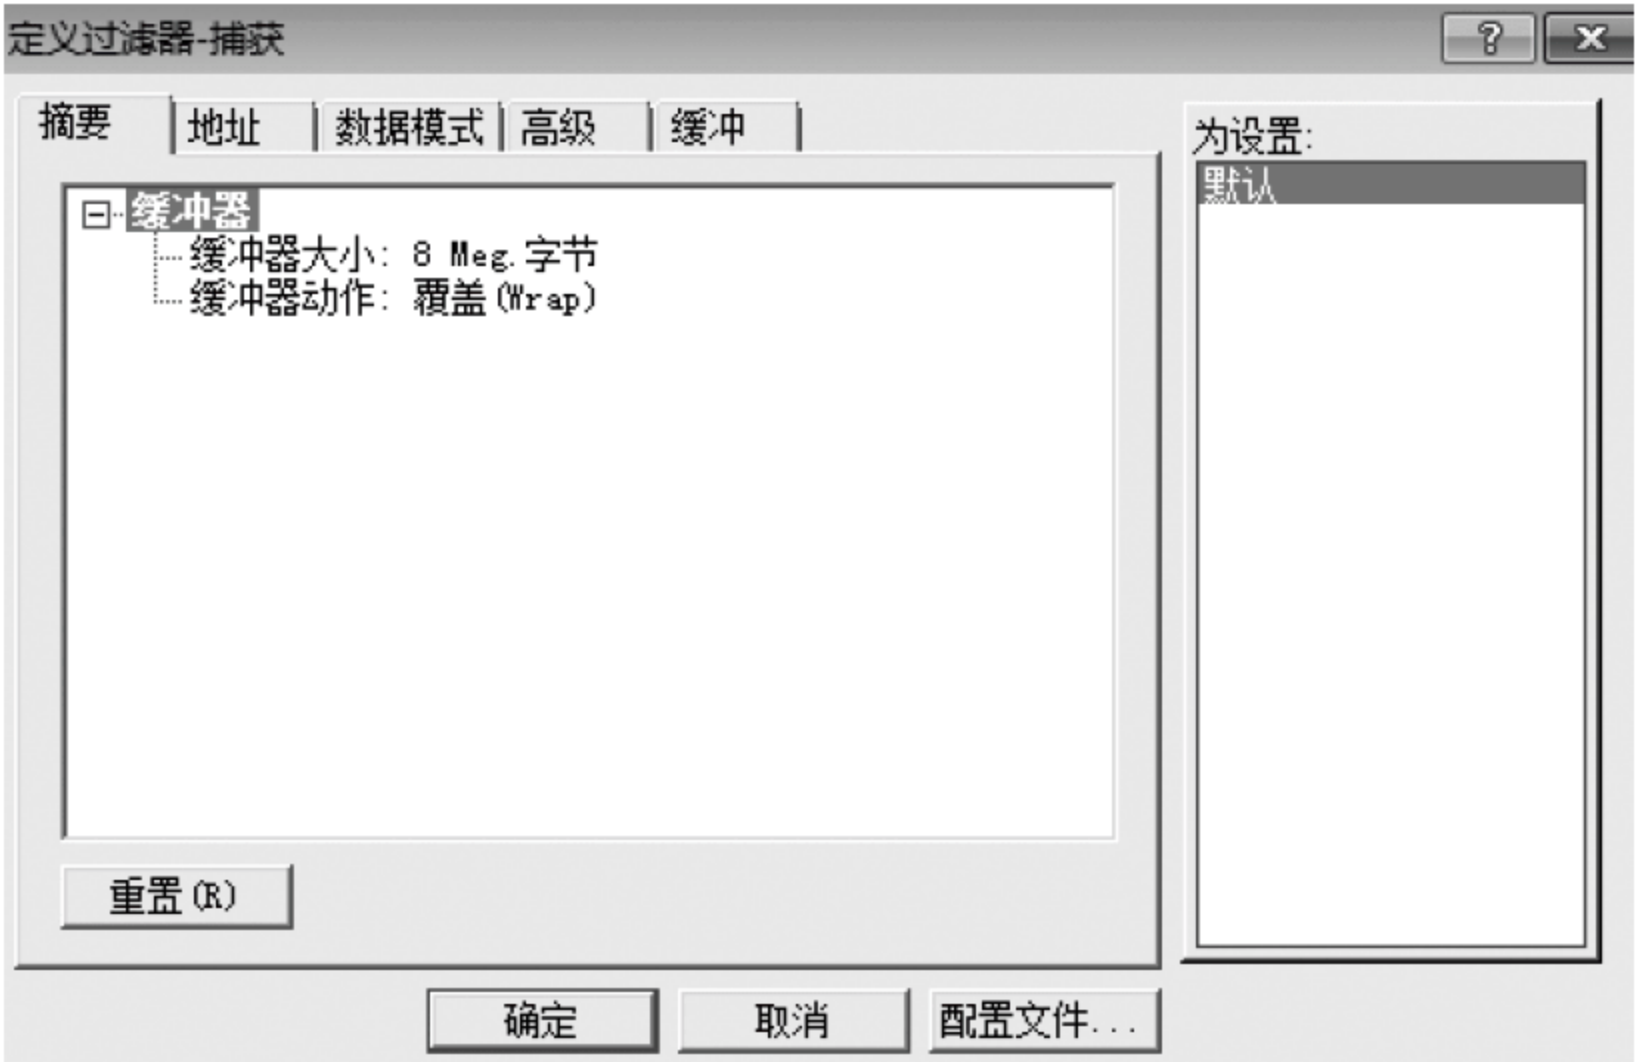 定义过滤器-捕获
摘要 地址 数据模式 高级 缓冲
缓冲器
缓冲器大小: 8 Meg.字节
缓冲器动作: 覆盖(Wrap)
重置(R)
为设置:
默认
确定 取消 配置文件...